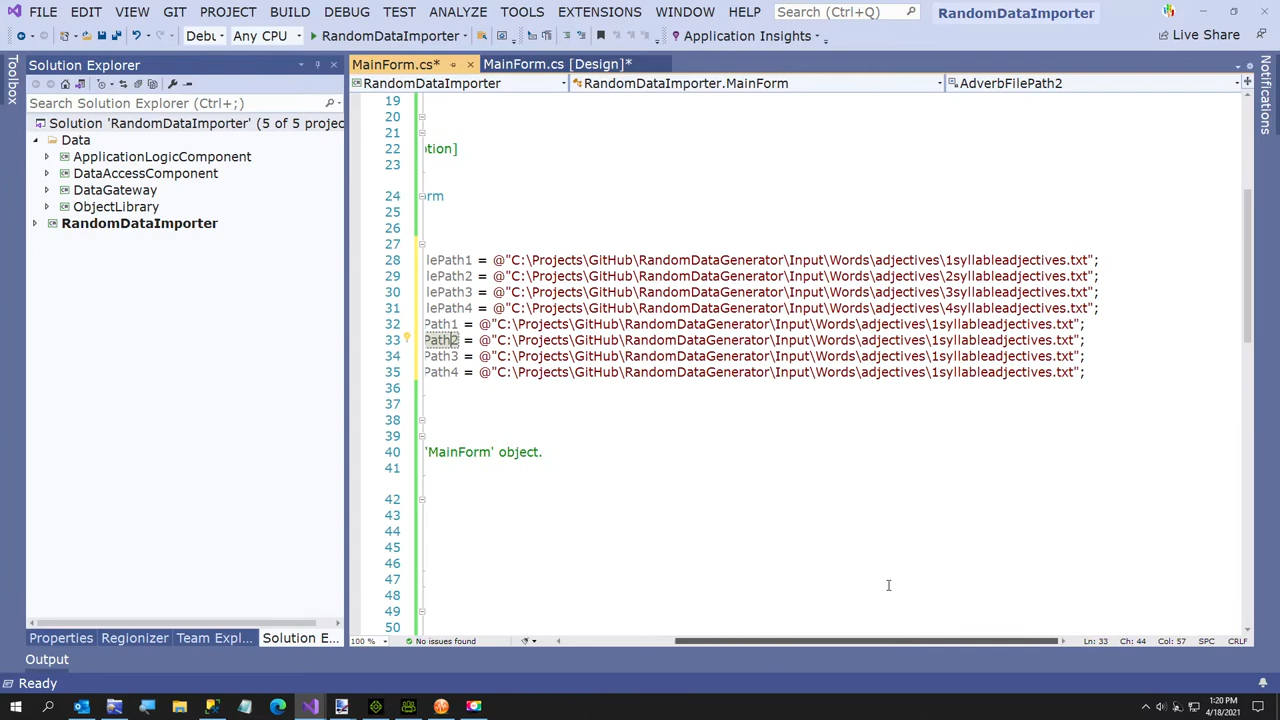 FILE EDIT VIEW GIT PROJECT BUILD DEBUG TEST ANALYZE TOOLS EXTENSIONS WINDOW HELP Search (Ctrl+Q) RandomDataImporter
Debu Any CPU RandomDataImporter Application Insights Live Share
Toolbox
Solution Explorer
Search Solution Explorer (Ctrl+;)
Solution 'RandomDataImporter' (5 of 5 projec
Data
ApplicationLogicComponent
DataAccessComponent
DataGateway
ObjectLibrary
RandomDataImporter
Properties Regionizer Team Expl... Solution E...
MainForm.cs* MainForm.cs [Design]*
RandomDataImporter RandomDataImporter.MainForm AdverbFilePath2
19
20
21
22 otion]
23
24 orm
25
26
27
28 lePath1 = @"C:\Projects\GitHub\RandomDataGenerator\Input\Words\adjectives\1syllableadjectives.txt";
29 lePath2 = @"C:\Projects\GitHub\RandomDataGenerator\Input\Words\adjectives\2syllableadjectives.txt";
30 lePath3 = @"C:\Projects\GitHub\RandomDataGenerator\Input\Words\adjectives\3syllableadjectives.txt";
31 lePath4 = @"C:\Projects\GitHub\RandomDataGenerator\Input\Words\adjectives\4syllableadjectives.txt";
32 Path1 = @"C:\Projects\GitHub\RandomDataGenerator\Input\Words\adjectives\1syllableadjectives.txt";
33 Path2 = @"C:\Projects\GitHub\RandomDataGenerator\Input\Words\adjectives\1syllableadjectives.txt";
34 Path3 = @"C:\Projects\GitHub\RandomDataGenerator\Input\Words\adjectives\1syllableadjectives.txt";
35 Path4 = @"C:\Projects\GitHub\RandomDataGenerator\Input\Words\adjectives\1syllableadjectives.txt";
36
37
38
39
40 'MainForm' object.
41
42
43
44
45
46
47
48
49
50
100 % No issues found Ln: 33 Ch: 44 Col: 57 SPC CRLF
Notifications
Output
Ready
1:20 PM
4/18/2021